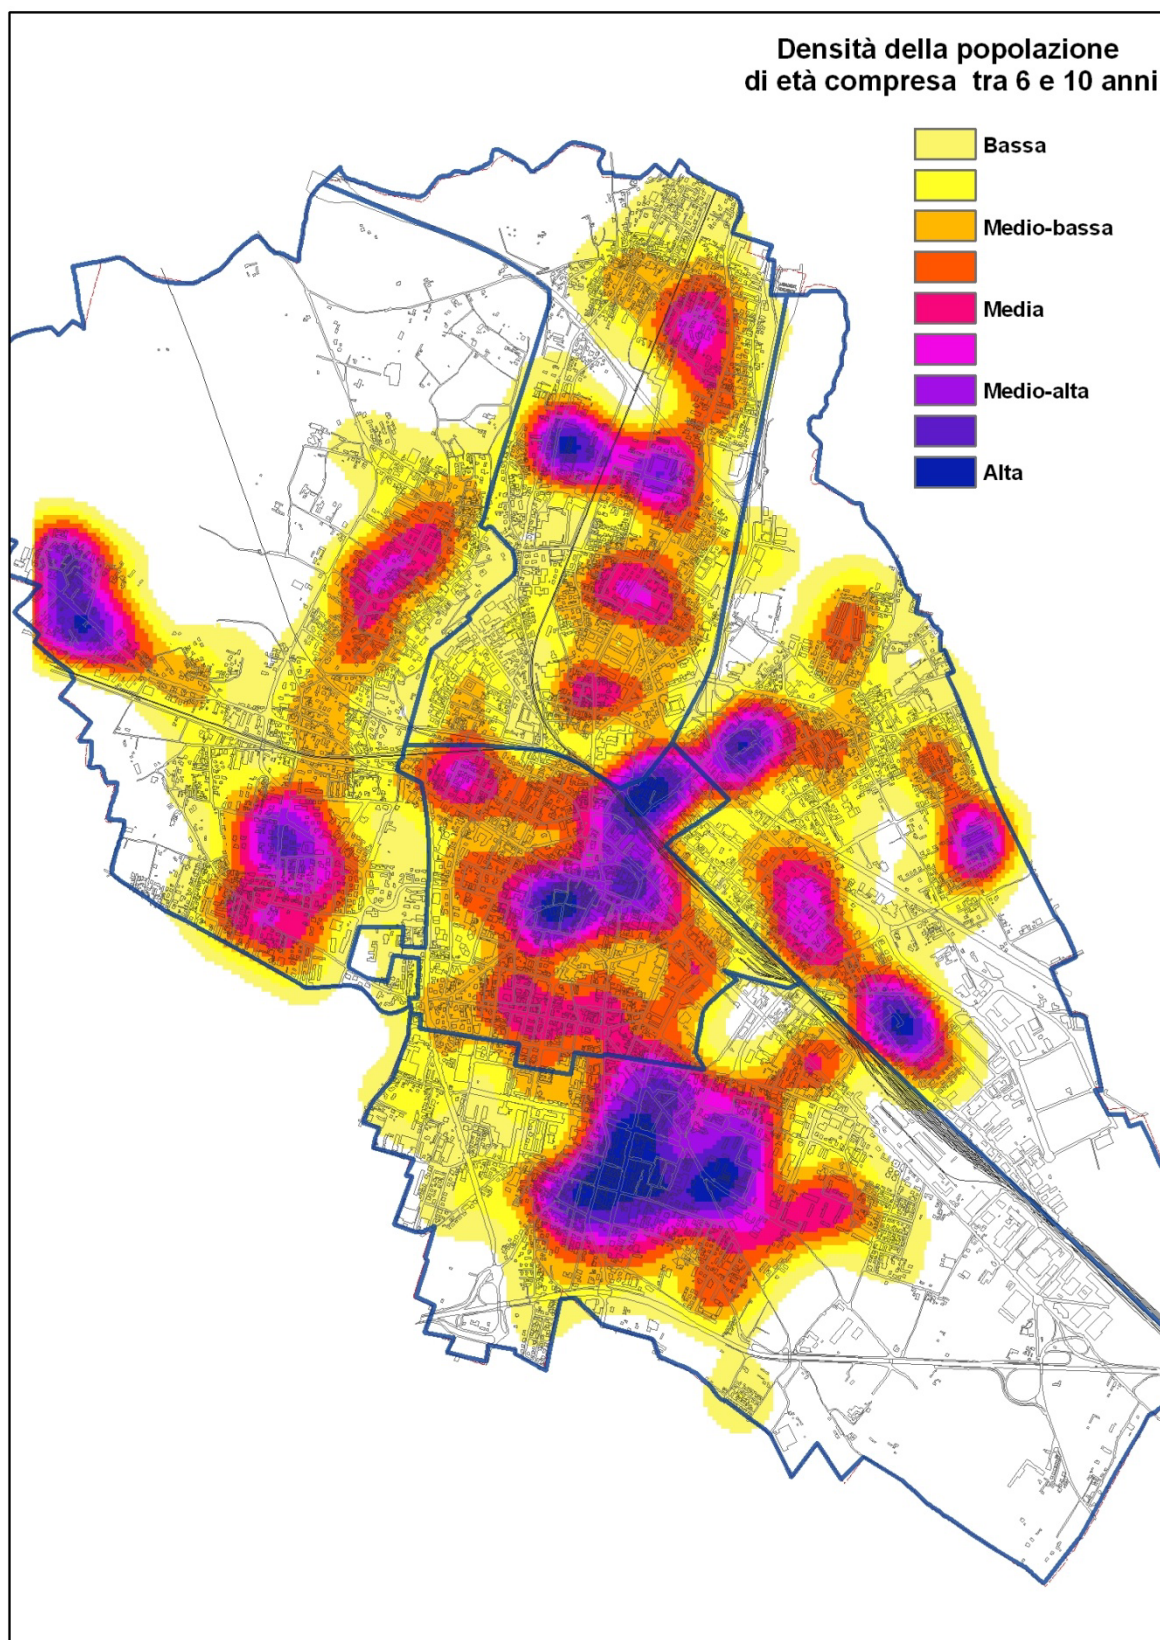 Densità della popolazione
di età compresa tra 6 e 10 anni
Bassa
Medio-bassa
Media
Medio-alta
Alta